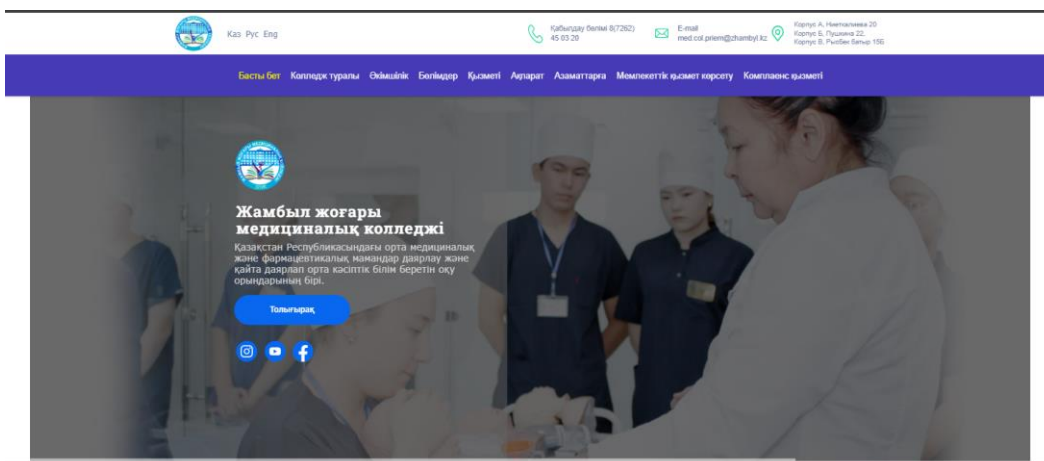 Каз Рус Eng
Қабылдау бөлімі 8(7262)
45 03 20
E-mail
med.col.priem@zhambyl.kz
Корпус А, Ниеткалиева 20
Корпус Б, Пушкина 22,
Корпус В, Рысбек батыр 15Б
Басты бет Колледж туралы Әкімшілік Бөлімдер Қызметі Ақпарат Азаматтарға Мемлекеттік қызмет көрсету Комплаенс қызметі
Жамбыл жоғары
медициналық колледжі
Қазақстан Республикасындағы орта медициналық
және фармацевтикалық мамандар даярлау және
қайта даярлап орта кәсіптік білім беретін оқу
орындарының бірі.
Толығырақ